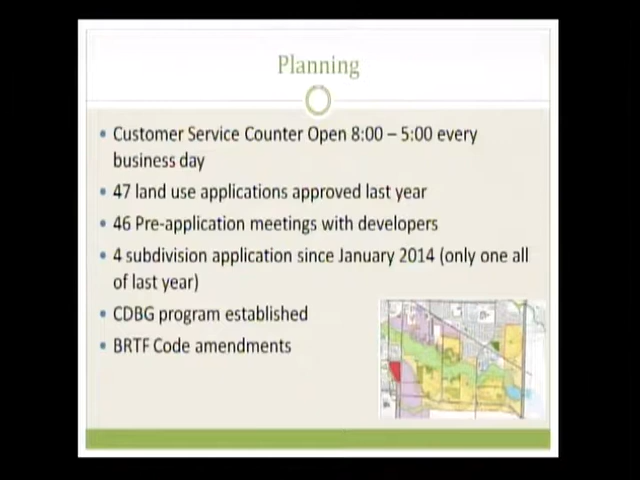 Planning
• Customer Service Counter Open 8:00 – 5:00 every
business day
• 47 land use applications approved last year
• 46 Pre-application meetings with developers
• 4 subdivision application since January 2014 (only one all
of last year)
• CDBG program established
• BRTF Code amendments